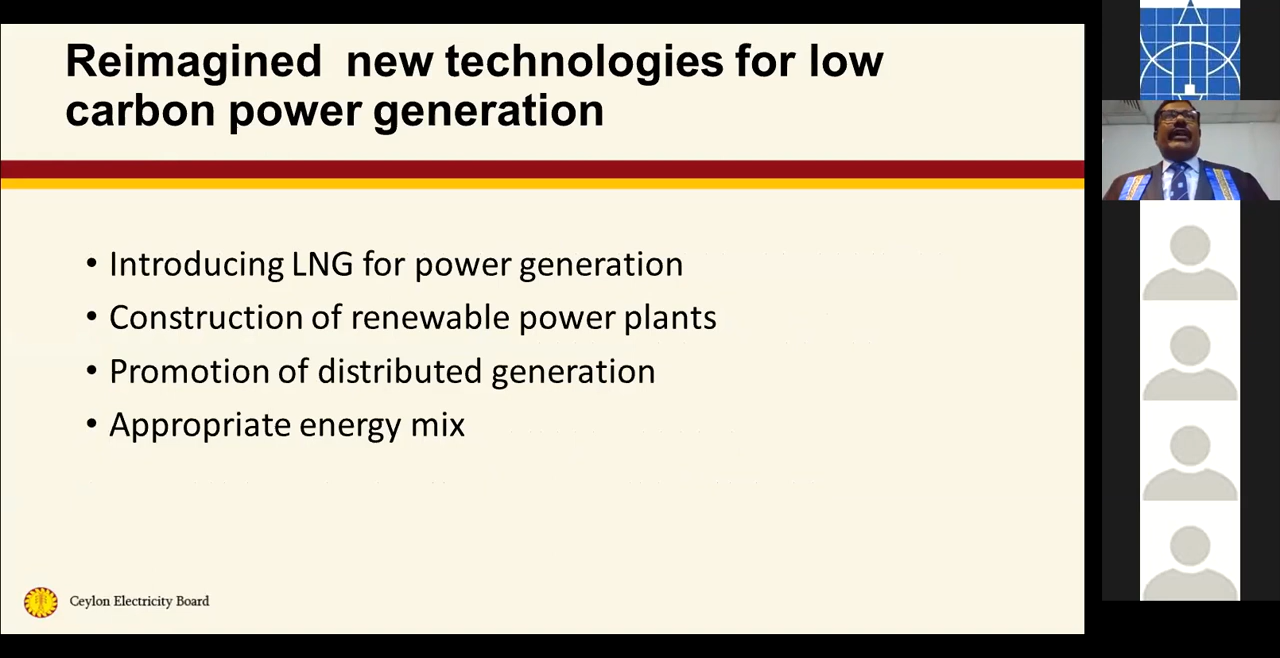 Reimagined  new technologies for low
carbon power generation
• Introducing LNG for power generation
• Construction of renewable power plants
• Promotion of distributed generation
• Appropriate energy mix
Ceylon Electricity Board